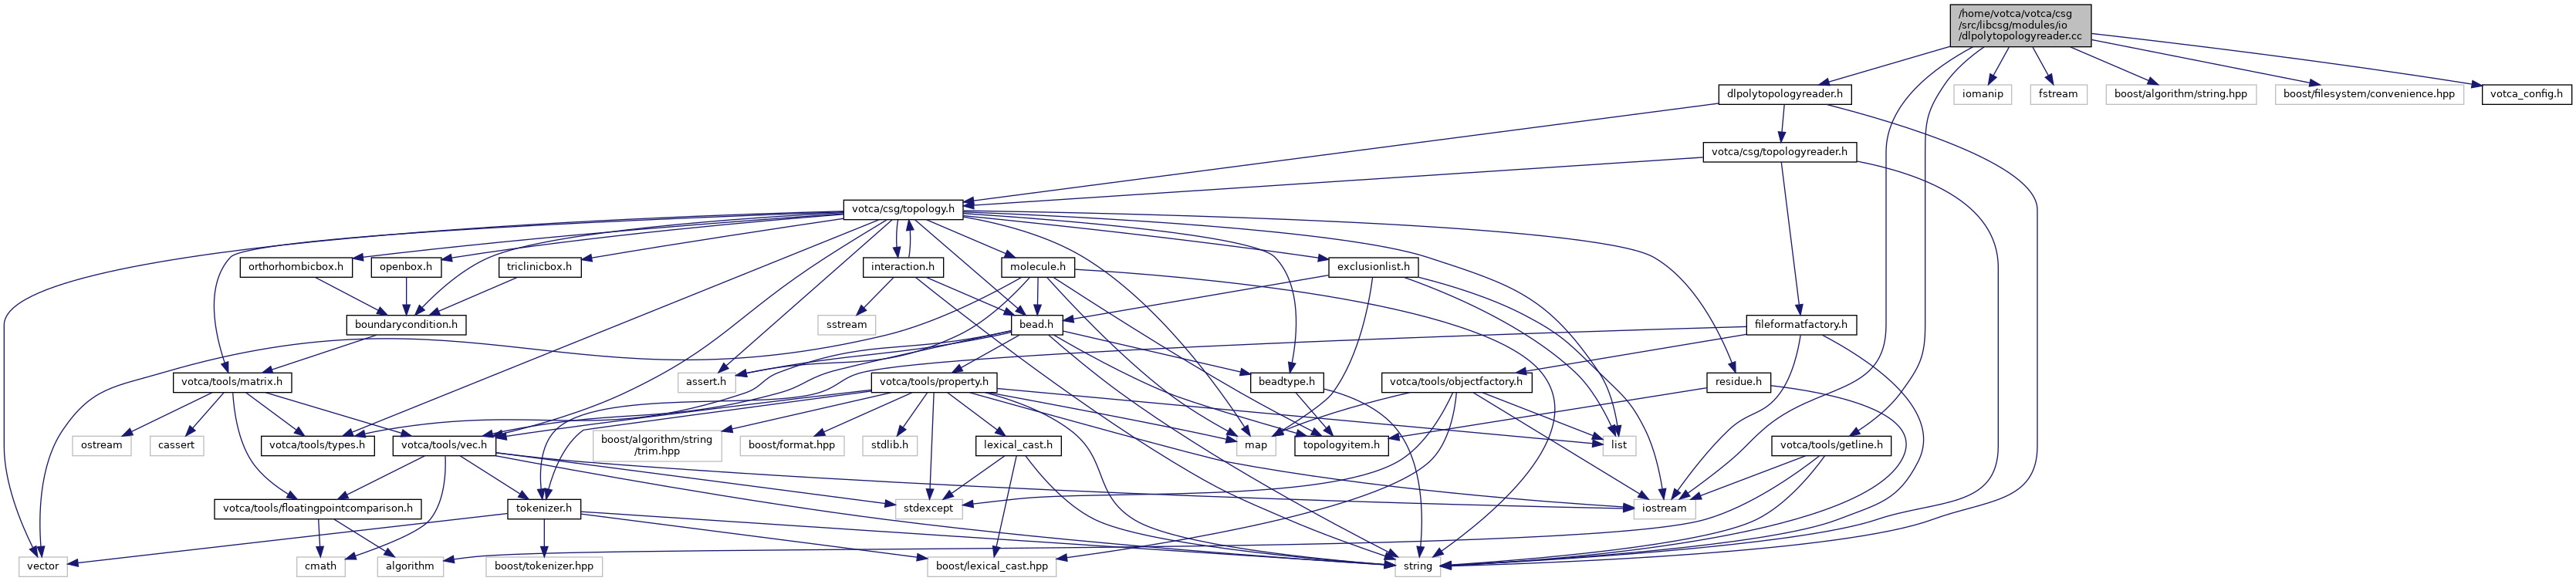 /home/votca/votca/csg
/src/libcsg/modules/io
/dlpolytopologyreader.cc
dlpolytopologyreader.h
iomanip
fstream
boost/algorithm/string.hpp
boost/filesystem/convenience.hpp
votca_config.h
votca/csg/topologyreader.h
votca/csg/topology.h
orthorhombicbox.h
openbox.h
triclinicbox.h
interaction.h
molecule.h
exclusionlist.h
boundarycondition.h
sstream
bead.h
fileformatfactory.h
votca/tools/matrix.h
assert.h
votca/tools/property.h
beadtype.h
votca/tools/objectfactory.h
residue.h
ostream
cassert
votca/tools/types.h
votca/tools/vec.h
boost/algorithm/string
/trim.hpp
boost/format.hpp
stdlib.h
lexical_cast.h
map
topologyitem.h
list
votca/tools/getline.h
votca/tools/floatingpointcomparison.h
tokenizer.h
stdexcept
iostream
vector
cmath
algorithm
boost/tokenizer.hpp
boost/lexical_cast.hpp
string